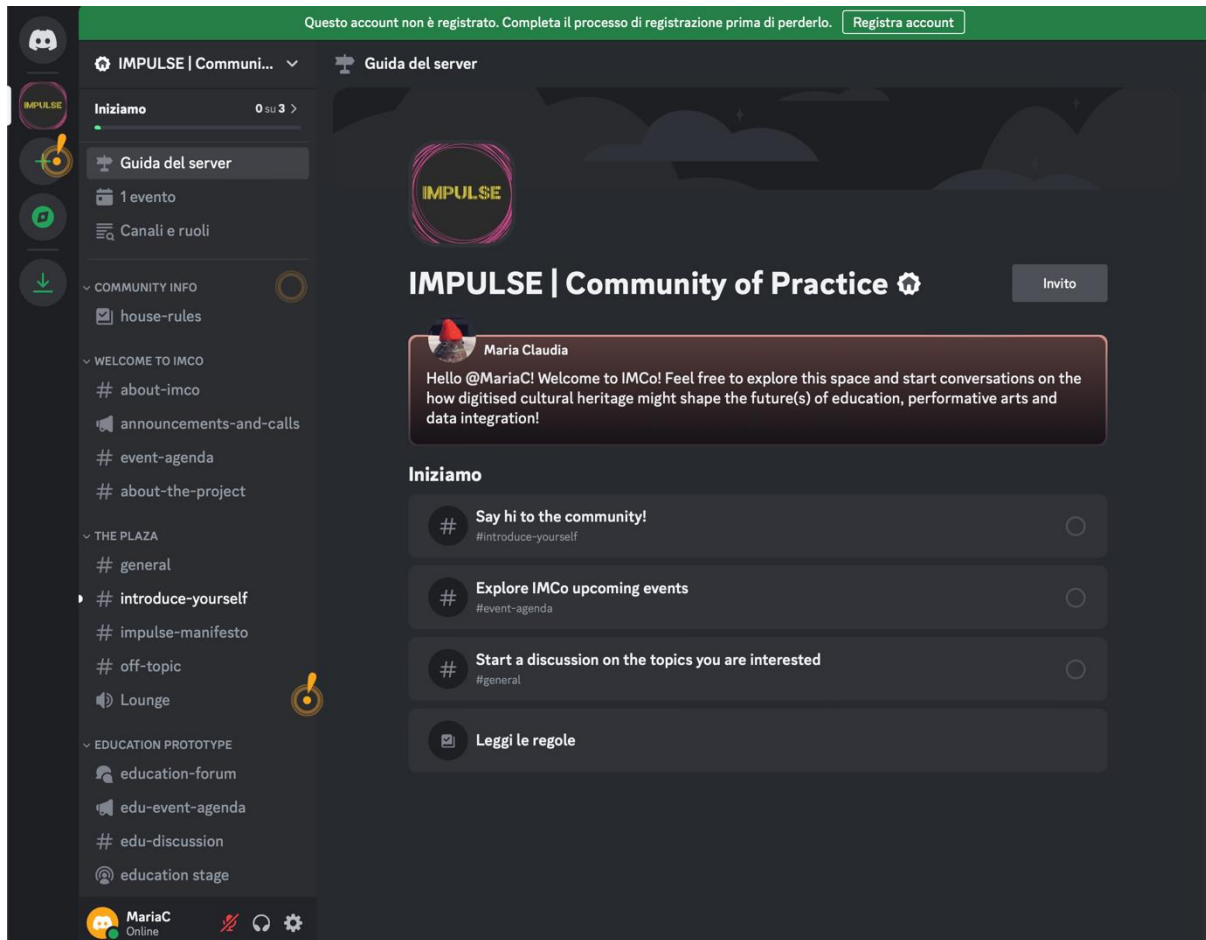 Questo account non è registrato. Completa il processo di registrazione prima di perderlo.
Registra account
IMPULSE | Communi...
Guida del server
IMPULSE
Iniziamo
0 su 3
Guida del server
1 evento
Canali e ruoli
COMMUNITY INFO
house-rules
WELCOME TO IMCO
# about-imco
announcements-and-calls
# event-agenda
# about-the-project
THE PLAZA
# general
# introduce-yourself
# impulse-manifesto
# off-topic
Lounge
EDUCATION PROTOTYPE
education-forum
edu-event-agenda
# edu-discussion
education stage
MariaC
Online
IMPULSE
IMPULSE | Community of Practice
Invito
Maria Claudia
Hello @MariaC! Welcome to IMCo! Feel free to explore this space and start conversations on the
how digitised cultural heritage might shape the future(s) of education, performative arts and
data integration!
Iniziamo
# Say hi to the community!
#introduce-yourself
# Explore IMCo upcoming events
#event-agenda
# Start a discussion on the topics you are interested
#general
Leggi le regole